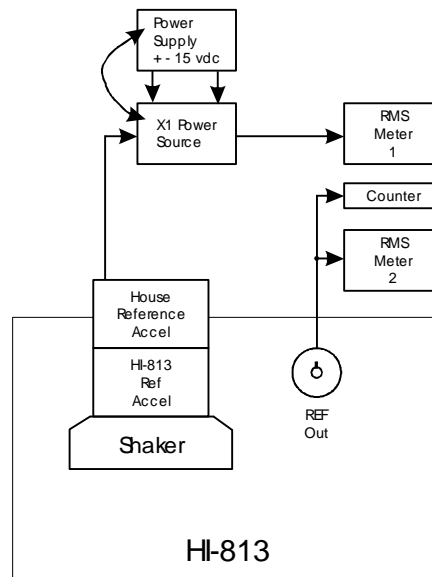 Power
Supply
+ - 15 vdc
X1 Power
Source
RMS
Meter
1
Counter
RMS
Meter
2
House
Reference
Accel
HI-813
Ref
Accel
Shaker
REF
Out
HI-813